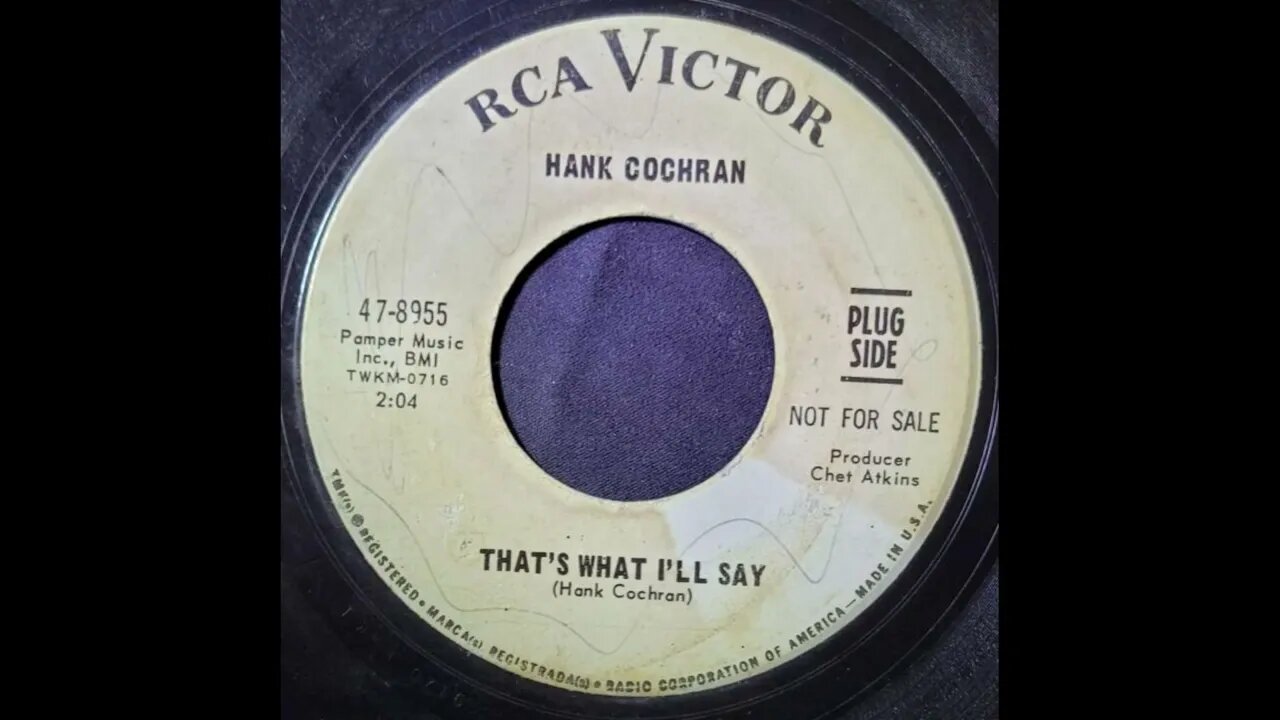 RCA VICTOR
HANK COCHRAN
47-8955
Pamper Music
Inc., BMI
TWKM-0716
2:04
PLUG
SIDE
NOT FOR SALE
Producer
Chet Atkins
THAT'S WHAT I'LL SAY
(Hank Cochran)
TMK(s) ® REGISTERED • MARCA(s) REGISTRADA(s) • RADIO CORPORATION OF AMERICA—MADE IN U.S.A.